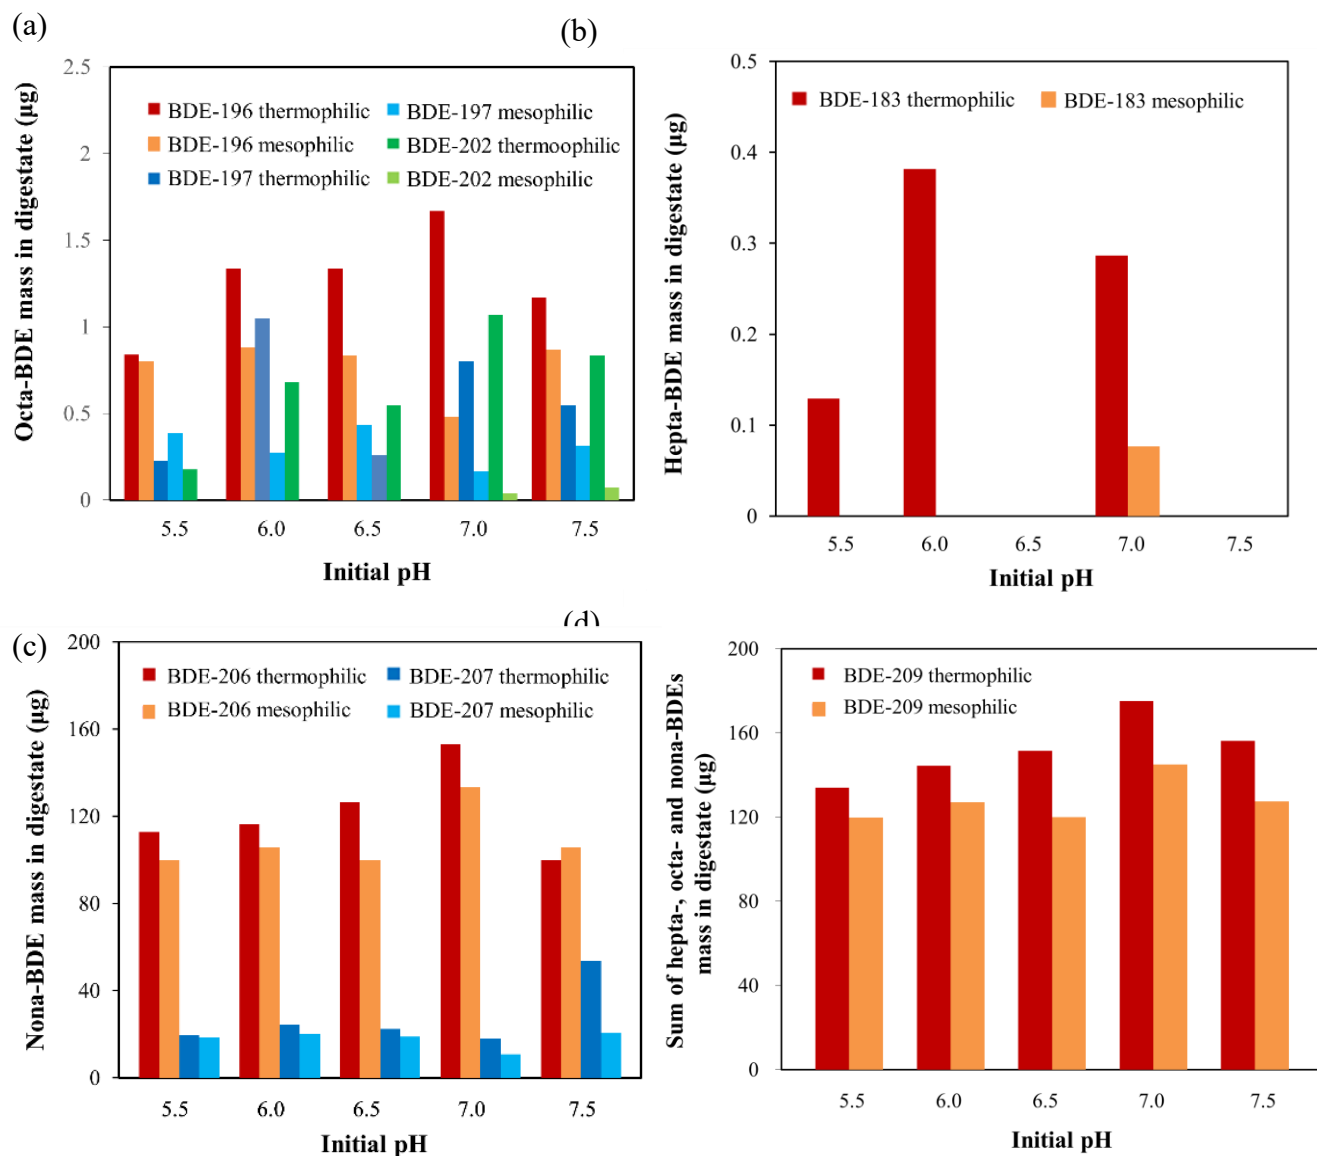 (a)
Octa-BDE mass in digestate (µg)
2.5
2
1.5
1
0.5
0
BDE-196 thermophilic
BDE-197 mesophilic
BDE-196 mesophilic
BDE-202 thermoophilic
BDE-197 thermophilic
BDE-202 mesophilic
5.5
6.0
6.5
7.0
7.5
Initial pH
(b)
Hepta-BDE mass in digestate (µg)
0.5
0.4
0.3
0.2
0.1
0
BDE-183 thermophilic
BDE-183 mesophilic
5.5
6.0
6.5
7.0
7.5
Initial pH
(c)
Nona-BDE mass in digestate (µg)
200
160
120
80
40
0
BDE-206 thermophilic
BDE-207 thermophilic
BDE-206 mesophilic
BDE-207 mesophilic
5.5
6.0
6.5
7.0
7.5
Initial pH
(d)
Sum of hepta-, octa- and nona-BDEs
mass in digestate (µg)
200
160
120
80
40
0
BDE-209 thermophilic
BDE-209 mesophilic
5.5
6.0
6.5
7.0
7.5
Initial pH